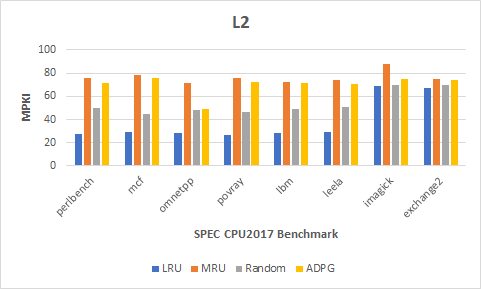 L2
100
80
60
40
20
0
MPKI
perlbench
mcf
omnetpp
povray
lbm
leela
imagick
exchange2
SPEC CPU2017 Benchmark
LRU MRU Random ADPG